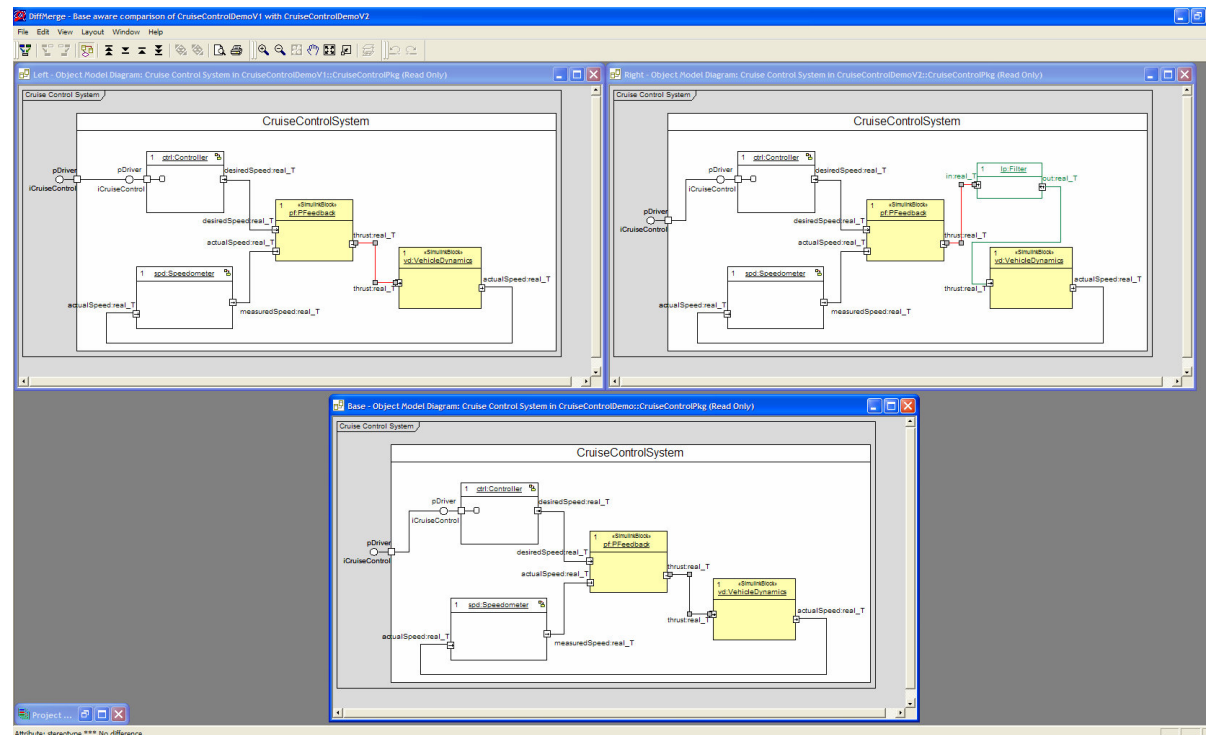 DiffMerge - Base aware comparison of CruiseControlDemoV1 with CruiseControlDemoV2
File Edit View Layout Window Help
Left - Object Model Diagram: Cruise Control System in CruiseControlDemoV1::CruiseControlPkg (Read Only)
Cruise Control System
CruiseControlSystem
1 ctrl:Controller
pDriver
desiredSpeed:real_T
pDriver
iCruiseControl
iCruiseControl
1 «SimulinkBlock»
pf:PFeedback
desiredSpeed:real_T
thrust:real_T
actualSpeed:real_T
1 «SimulinkBlock»
vd:VehicleDynamics
1 spd:Speedometer
actualSpeed:real_T
thrust:real_T
actualSpeed:real_T
measuredSpeed:real_T
Right - Object Model Diagram: Cruise Control System in CruiseControlDemoV2::CruiseControlPkg (Read Only)
Cruise Control System
CruiseControlSystem
1 ctrl:Controller
1 lp:Filter
pDriver
desiredSpeed:real_T
in:real_T
out:real_T
iCruiseControl
1 «SimulinkBlock»
pf:PFeedback
pDriver
iCruiseControl
desiredSpeed:real_T
thrust:real_T
actualSpeed:real_T
1 «SimulinkBlock»
vd:VehicleDynamics
1 spd:Speedometer
actualSpeed:real_T
thrust:real_T
actualSpeed:real_T
measuredSpeed:real_T
Base - Object Model Diagram: Cruise Control System in CruiseControlDemo::CruiseControlPkg (Read Only)
Cruise Control System
CruiseControlSystem
1 ctrl:Controller
pDriver
desiredSpeed:real_T
iCruiseControl
1 «SimulinkBlock»
pf:PFeedback
pDriver
iCruiseControl
desiredSpeed:real_T
thrust:real_T
actualSpeed:real_T
1 «SimulinkBlock»
vd:VehicleDynamics
1 spd:Speedometer
actualSpeed:real_T
thrust:real_T
actualSpeed:real_T
measuredSpeed:real_T
Project ...
Attribute: stereotype *** No difference